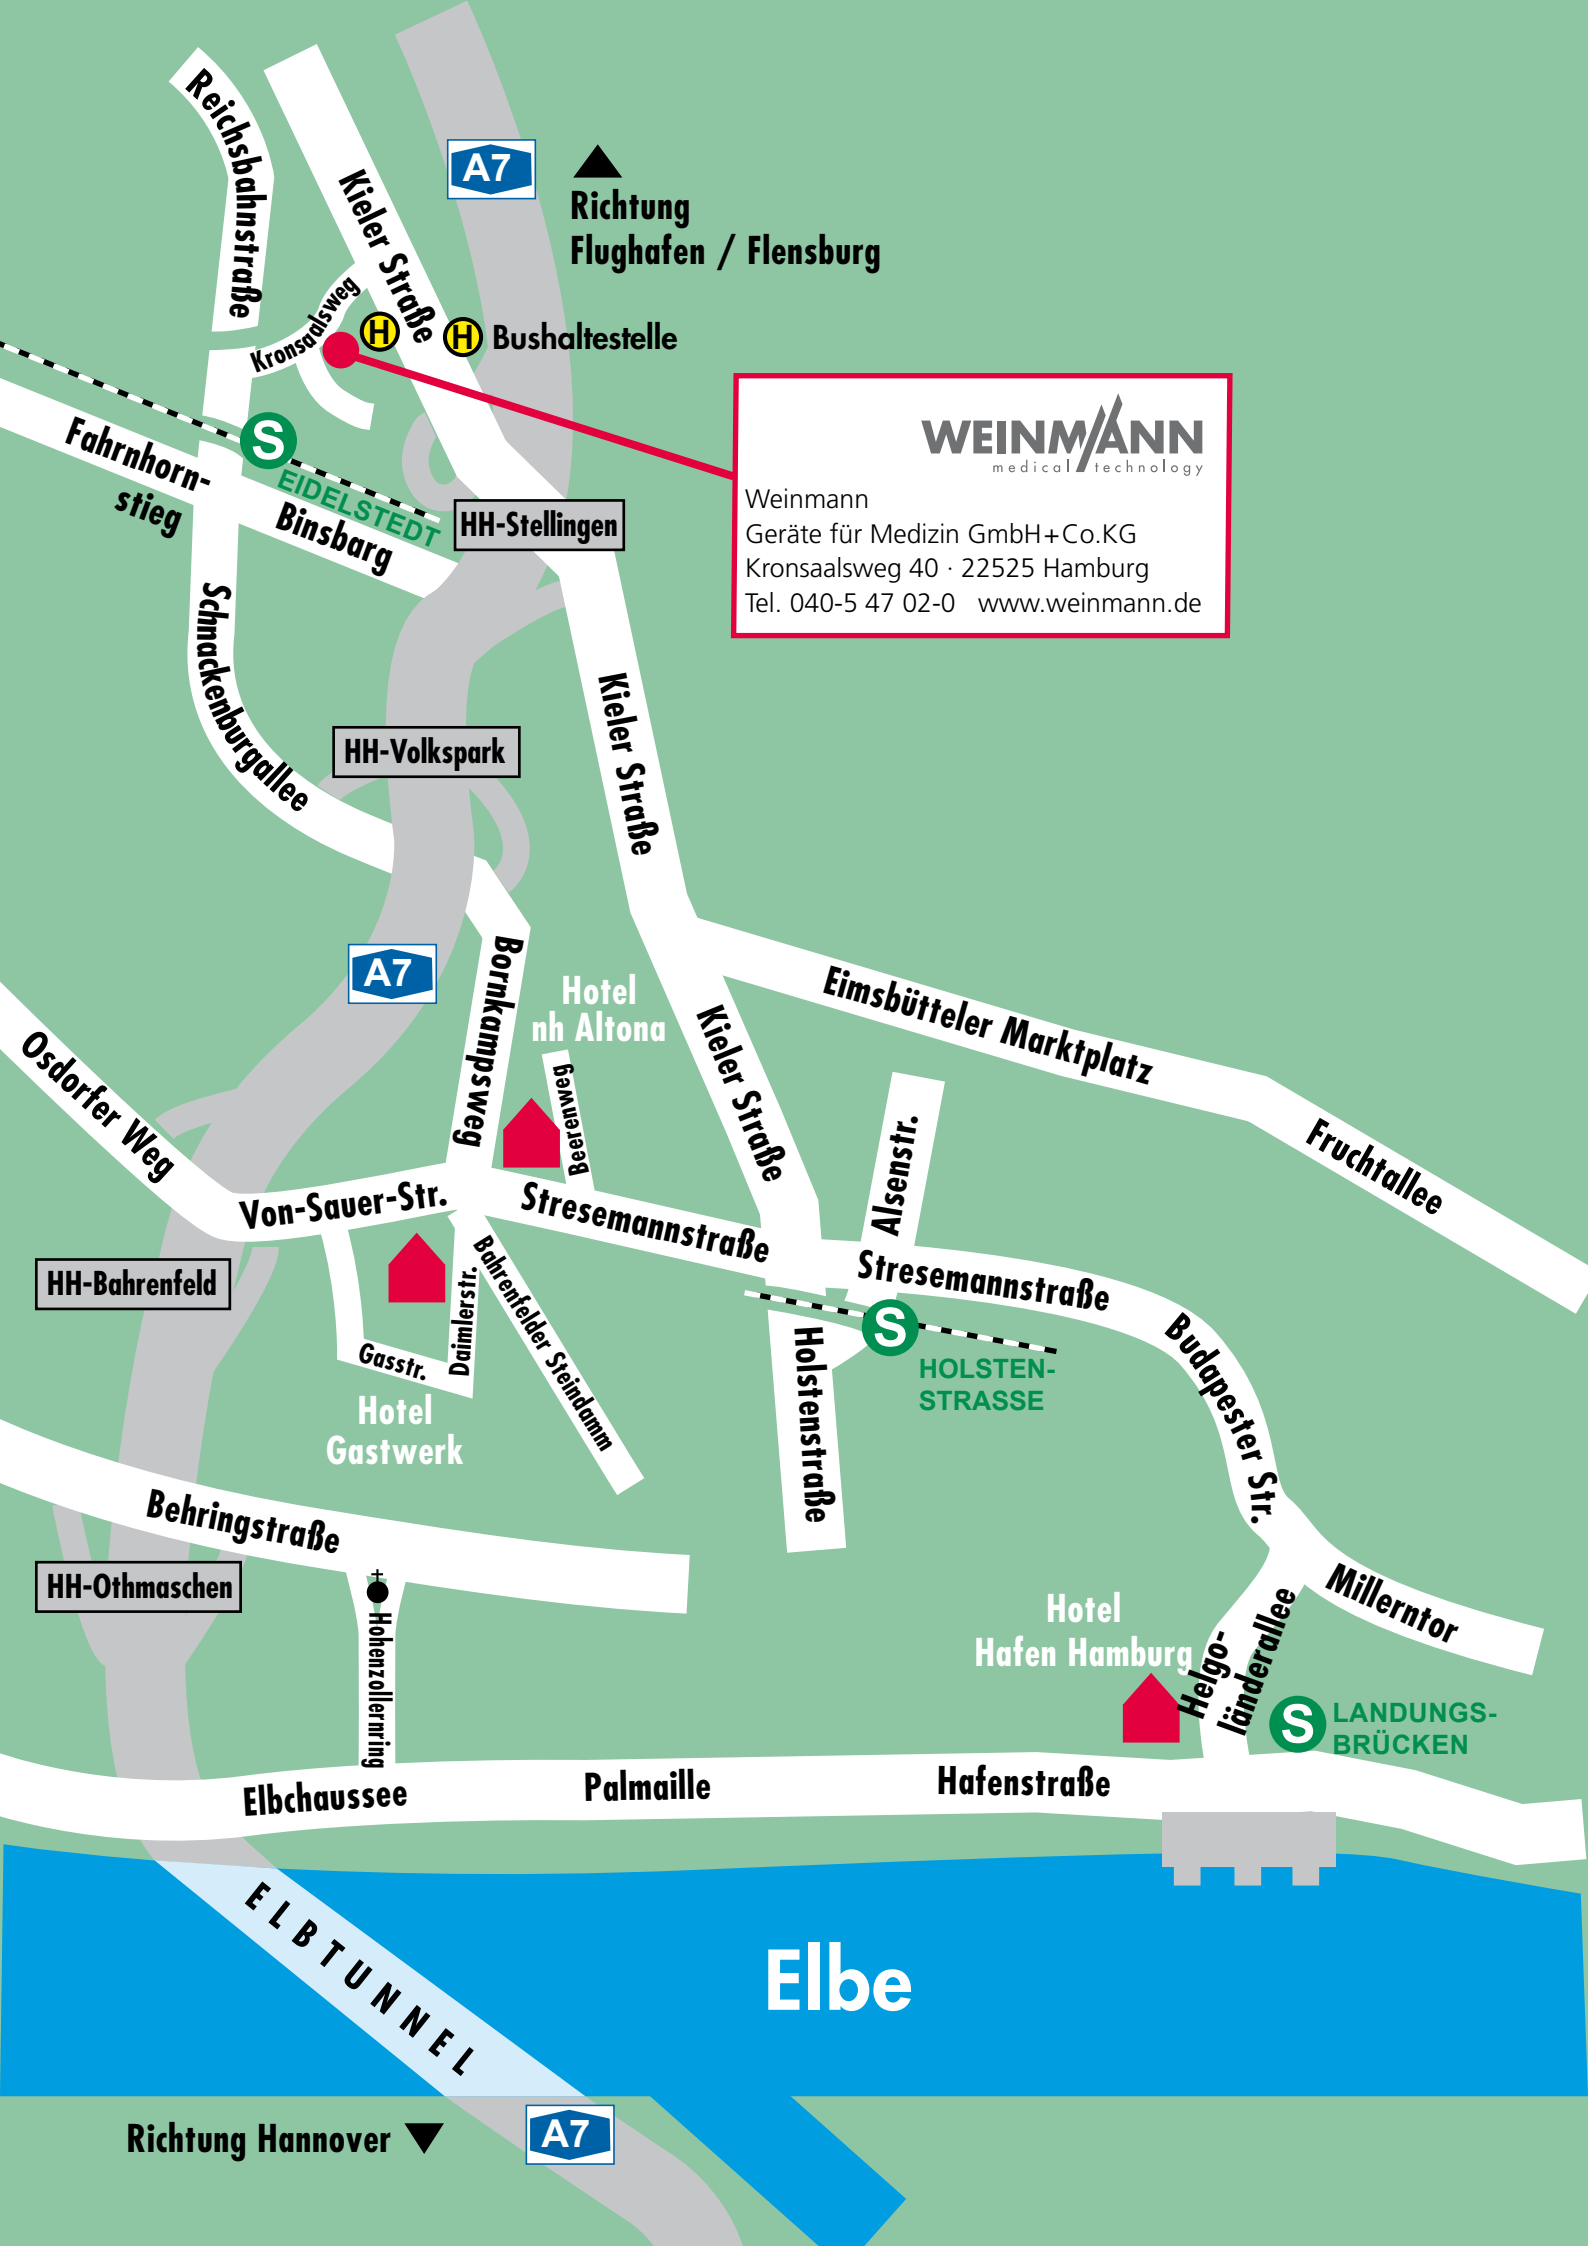 Reichsbahnstraße
Kieler Straße
A7
Richtung
Flughafen / Flensburg
Kronsaalsweg
H
H Bushaltestelle
WEINMANN
medical technology
Weinmann
Geräte für Medizin GmbH+Co.KG
Kronsaalsweg 40 · 22525 Hamburg
Tel. 040-5 47 02-0 www.weinmann.de
Fahrnhorn-
stieg
S
EIDELSTEDT
Binsbarg
HH-Stellingen
Schnackenburgallee
Kieler Straße
HH-Volkspark
A7
Bornkampsweg
Hotel
nh Altona
Beerenweg
Kieler Straße
Eimsbütteler Marktplatz
Fruchtallee
Osdorfer Weg
Von-Sauer-Str.
Stresemannstraße
Alsenstr.
Stresemannstraße
HH-Bahrenfeld
Daimlerstr.
Bahrenfelder Steindamm
Gasstr.
Hotel
Gastwerk
S
HOLSTEN-
STRASSE
Holstenstraße
Budapester Str.
Behringstraße
HH-Othmaschen
Hohenzollernring
Millerntor
Hotel
Hafen Hamburg
Helgo-
länderallee
S
LANDUNGS-
BRÜCKEN
Elbchaussee
Palmaille
Hafenstraße
ELBTUNNEL
Elbe
Richtung Hannover
A7